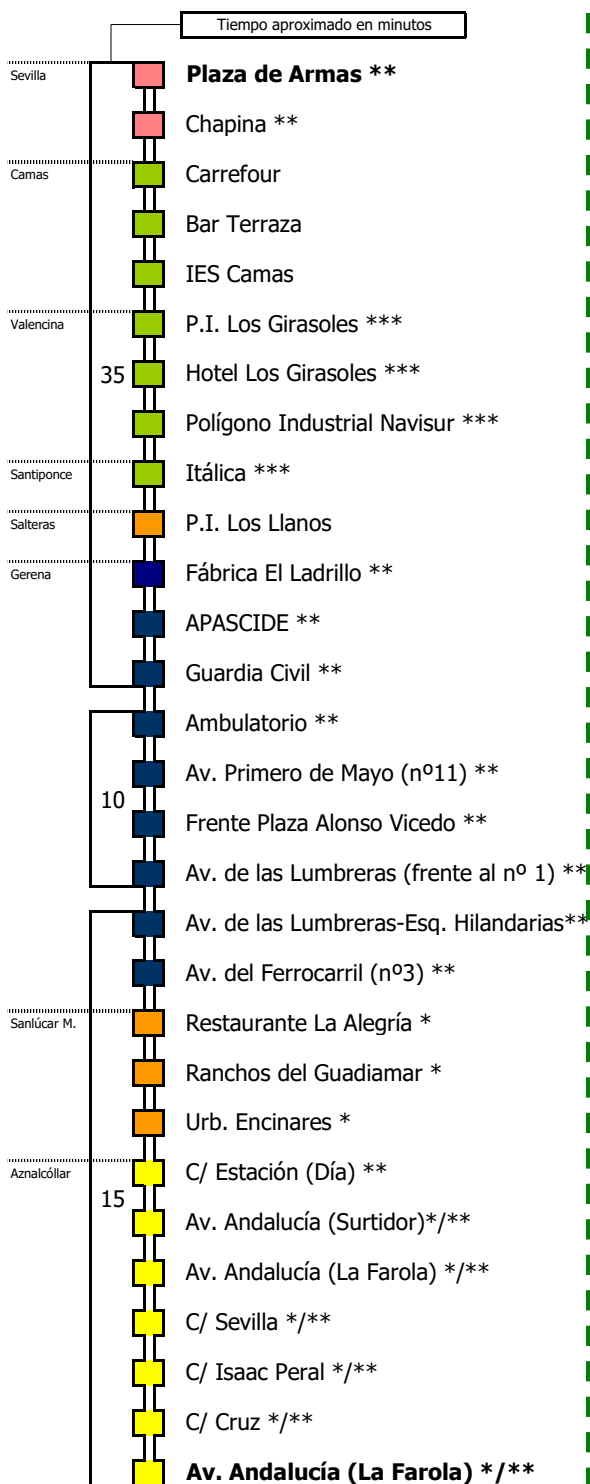 Tiempo aproximado en minutos
Sevilla
Plaza de Armas **
Chapina **
Camas
Carrefour
Bar Terraza
IES Camas
Valencina
P.I. Los Girasoles ***
35
Hotel Los Girasoles ***
Polígono Industrial Navisur ***
Santiponce
Itálica ***
Salteras
P.I. Los Llanos
Gerena
Fábrica El Ladrillo **
APASCIDE **
Guardia Civil **
Ambulatorio **
Av. Primero de Mayo (nº11) **
10
Frente Plaza Alonso Vicedo **
Av. de las Lumbreras (frente al nº 1) **
Av. de las Lumbreras-Esq. Hilandarias**
Av. del Ferrocarril (nº3) **
Sanlúcar M.
Restaurante La Alegría *
Ranchos del Guadiamar *
Urb. Encinares *
Aznalcóllar
C/ Estación (Día) **
15
Av. Andalucía (Surtidor)*/**
Av. Andalucía (La Farola) */**
C/ Sevilla */**
C/ Isaac Peral */**
C/ Cruz */**
Av. Andalucía (La Farola) */**